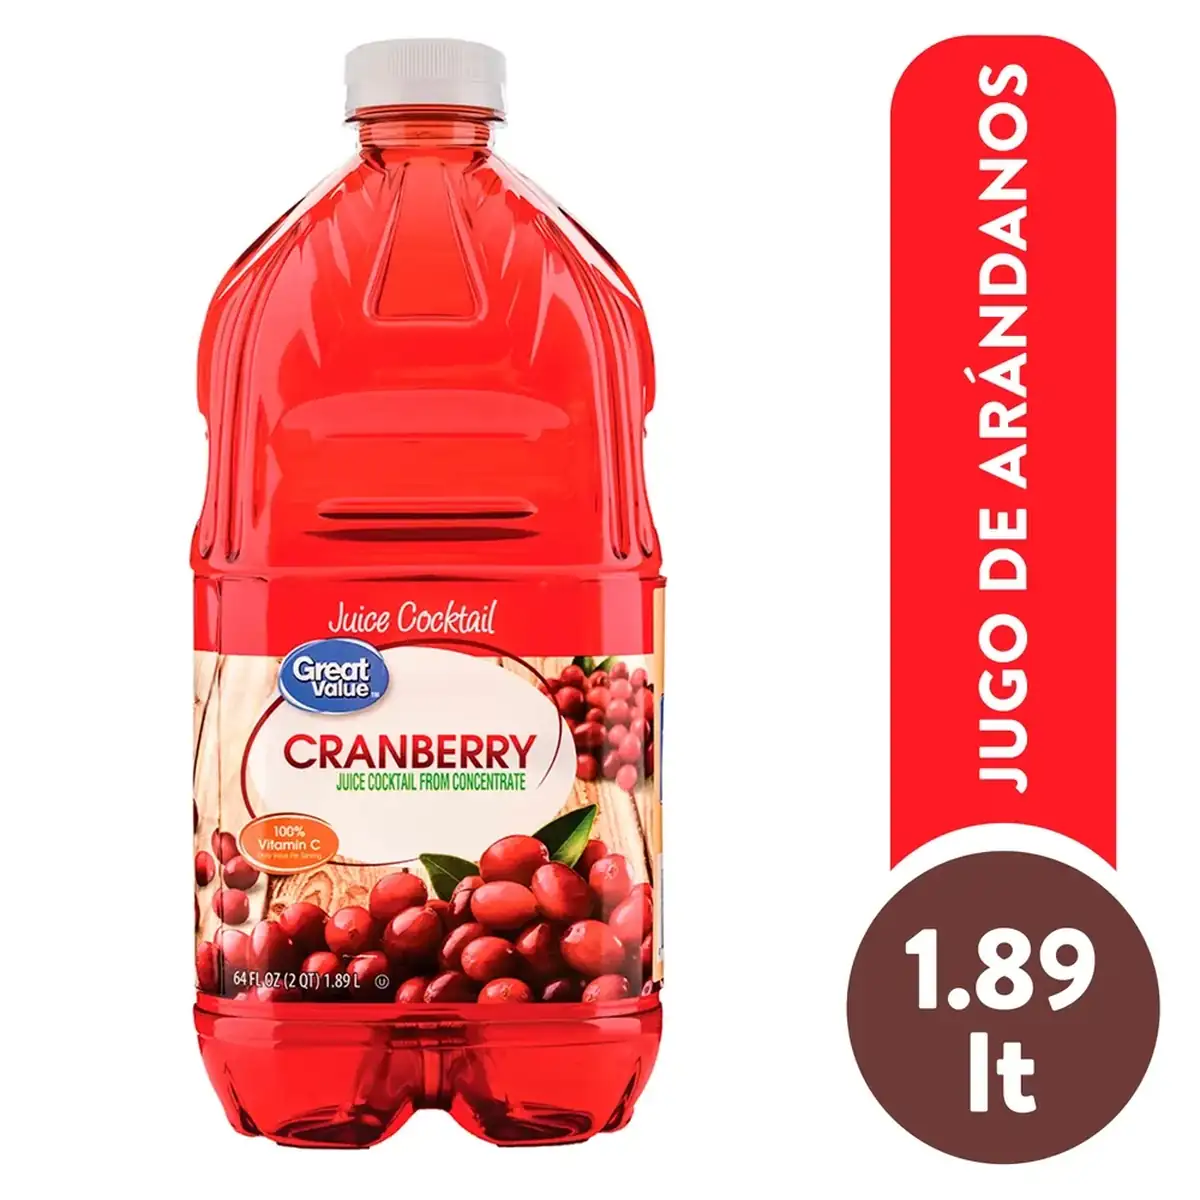 Juice Cocktail
Great
Value
CRANBERRY
JUICE COCKTAIL FROM CONCENTRATE
100%
Vitamin C
64 FL OZ (2 QT) 1.89 L
JUGO DE ARÁNDANOS
1.89
lt